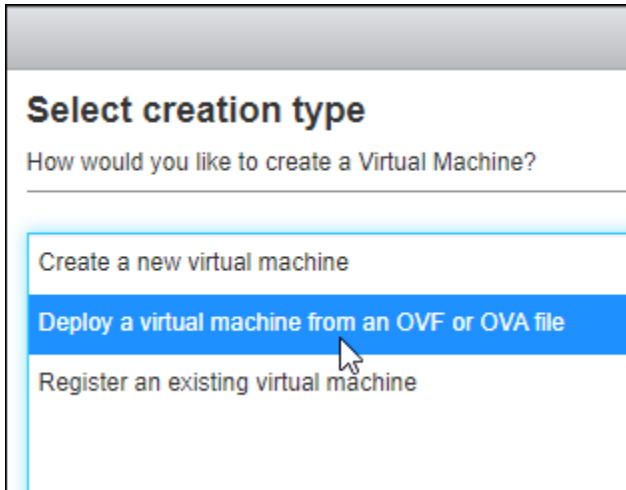 Select creation type
How would you like to create a Virtual Machine?
Create a new virtual machine
Deploy a virtual machine from an OVF or OVA file
Register an existing virtual machine